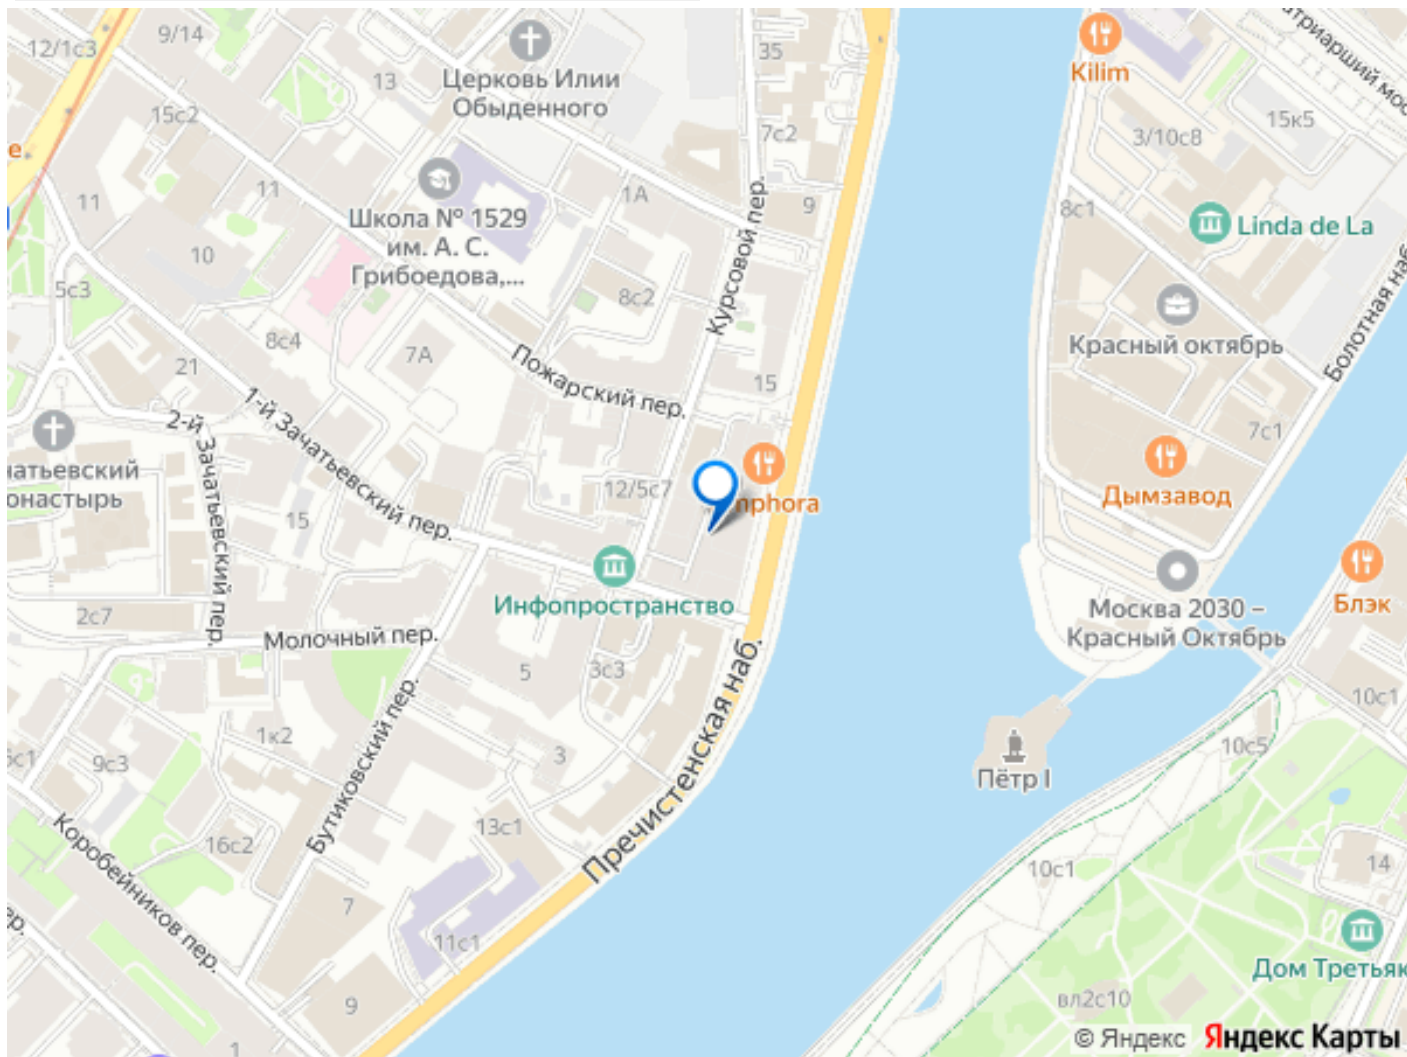 12/1с3
9/14
13
Церковь Илии
Обыденного
35
Kilim
15с2
7с2
3/10с8
15к5
11
11
Школа № 1529
им. А. С.
Грибоедова,...
1А
9
8с1
Linda de La
10
5с3
8с2
Курсовой пер.
Красный октябрь
Болотная наб.
8с4
7А
21
Пожарский пер.
15
7с1
1-й Зачатьевский пер.
2-й Зачатьевский пер.
15
12/5с7
Дымзавод
Инфопространство
Москва 2030 –
Красный Октябрь
Блэк
2с7
Молочный пер.
5
3с3
Пречистенская наб.
10с1
1к2
9с3
3
Бутиковский пер.
Пётр I
10с5
Коробейников пер.
16с2
13с1
10с1
14
7
11с1
Дом Третьяк
9
вл2с10
1
© Яндекс Яндекс Карты